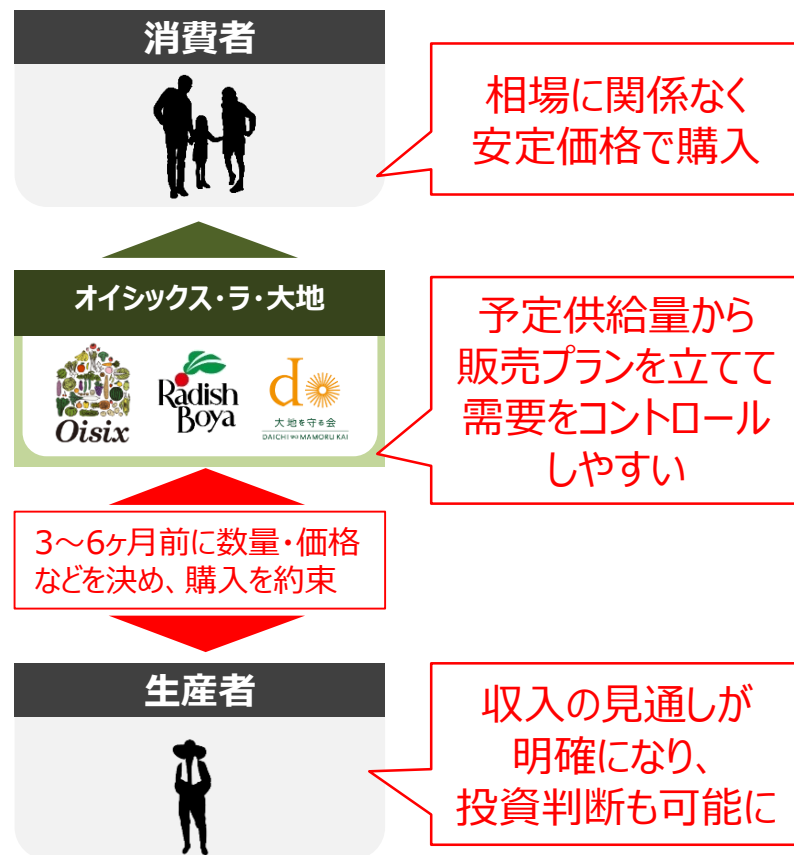 消費者
相場に関係なく
安定価格で購入
オイシックス・ラ・大地
Oisix
Radish
Boya
do
大地を守る会
DAICHI WO MAMORU KAI
予定供給量から
販売プランを立てて
需要をコントロール
しやすい
3～6ヶ月前に数量・価格
などを決め、購入を約束
生産者
収入の見通しが
明確になり、
投資判断も可能に